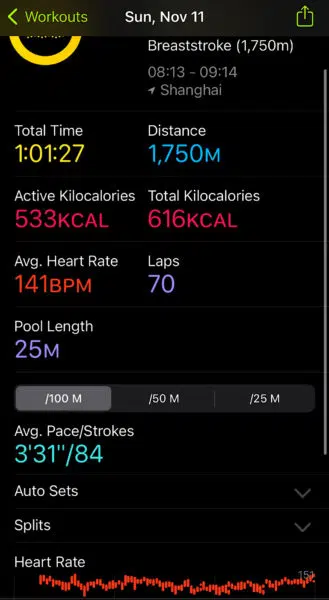 Workouts Sun, Nov 11
Breaststroke (1,750m)
08:13 - 09:14
Shanghai
Total Time Distance
1:01:27 1,750M
Active Kilocalories Total Kilocalories
533KCAL 616KCAL
Avg. Heart Rate Laps
141BPM 70
Pool Length
25M
/100 M /50 M /25 M
Avg. Pace/Strokes
3'31"/84
Auto Sets
Splits
Heart Rate
151